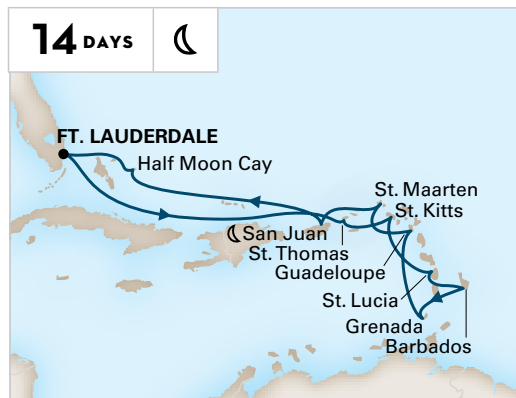 14 DAYS
FT. LAUDERDALE
Half Moon Cay
St. Maarten
St. Kitts
San Juan
St. Thomas
Guadeloupe
St. Lucia
Grenada
Barbados